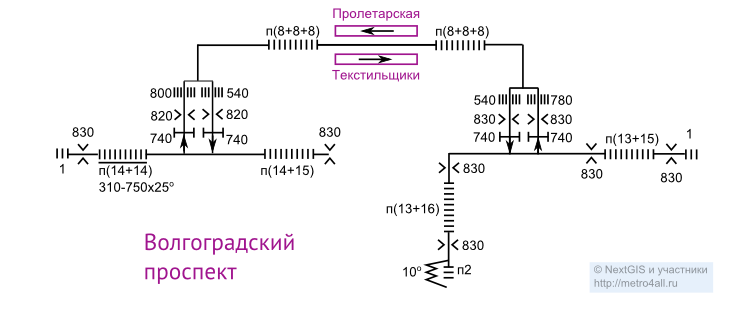 Пролетарская
п(8+8+8) п(8+8+8)
Текстильщики
800 540 540 780
820 820 830 830
740 740 740 740
830 830 п(13+15) 1
1 п(14+14) п(14+15) 830 830 830
310-750x25º
п(13+16)
Волгоградский
проспект
830
10º п2
© NextGIS и участники
http://metro4all.ru